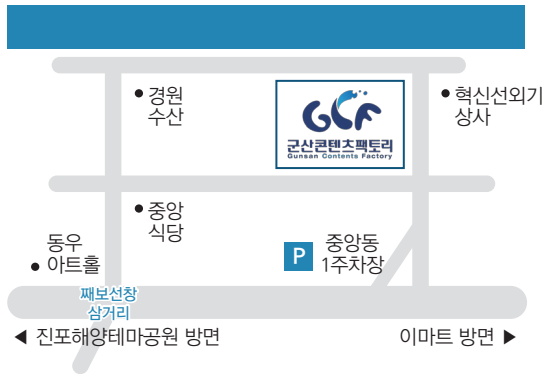 경원
수산
GCF
군산콘텐츠팩토리
Gunsan Contents Factory
혁신선외기
상사
중앙
식당
동우
아트홀
P
중앙동
1주차장
째보선창
삼거리
◀ 진포해양테마공원 방면
이마트 방면 ▶